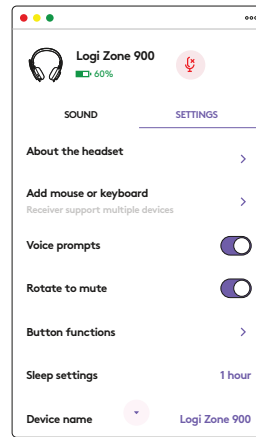 Logi Zone 900
60%
SOUND SETTINGS
About the headset
Add mouse or keyboard
Receiver support multiple devices
Voice prompts
Rotate to mute
Button functions
Sleep settings 1 hour
Device name Logi Zone 900